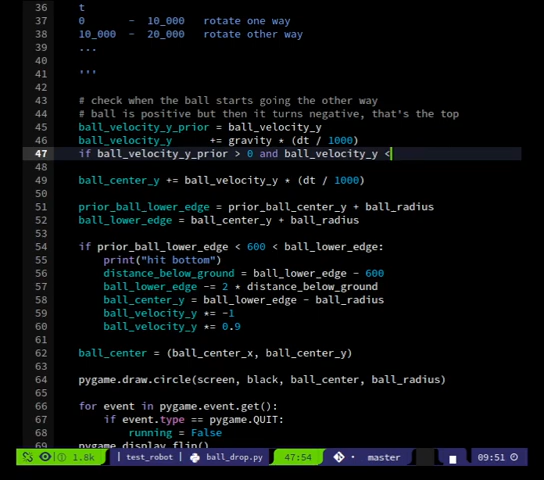 36 t
37 0 - 10_000 rotate one way
38 10_000 - 20_000 rotate other way
39 ...
40
41 '''
42
43 # check when the ball starts going the other way
44 # ball is positive but then it turns negative, that's the top
45 ball_velocity_y_prior = ball_velocity_y
46 ball_velocity_y += gravity * (dt / 1000)
47 if ball_velocity_y_prior > 0 and ball_velocity_y <
48
49 ball_center_y += ball_velocity_y * (dt / 1000)
50
51 prior_ball_lower_edge = prior_ball_center_y + ball_radius
52 ball_lower_edge = ball_center_y + ball_radius
53
54 if prior_ball_lower_edge < 600 < ball_lower_edge:
55 print("hit bottom")
56 distance_below_ground = ball_lower_edge - 600
57 ball_lower_edge -= 2 * distance_below_ground
58 ball_center_y = ball_lower_edge - ball_radius
59 ball_velocity_y *= -1
60 ball_velocity_y *= 0.9
61
62 ball_center = (ball_center_x, ball_center_y)
63
64 pygame.draw.circle(screen, black, ball_center, ball_radius)
65
66 for event in pygame.event.get():
67 if event.type == pygame.QUIT:
68 running = False
69 pygame.display.flip()
1.8k | test_robot ball_drop.py 47:54 master 09:51